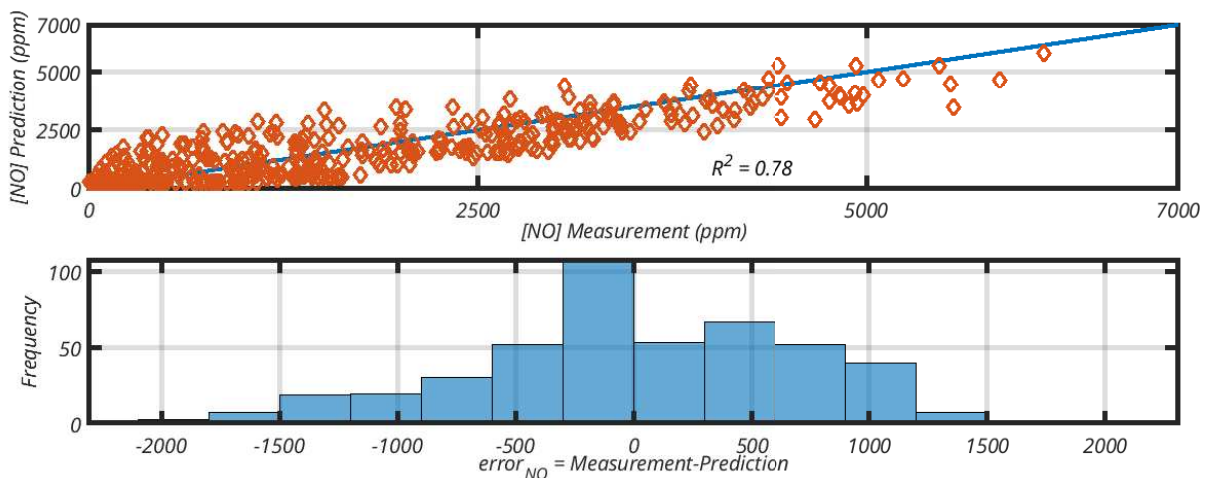 [NO] Prediction (ppm)
7000
5000
2500
0
R² = 0.78
0 2500 5000 7000
[NO] Measurement (ppm)
Frequency
100
50
0
-2000 -1500 -1000 -500 0 500 1000 1500 2000
error_NO = Measurement-Prediction